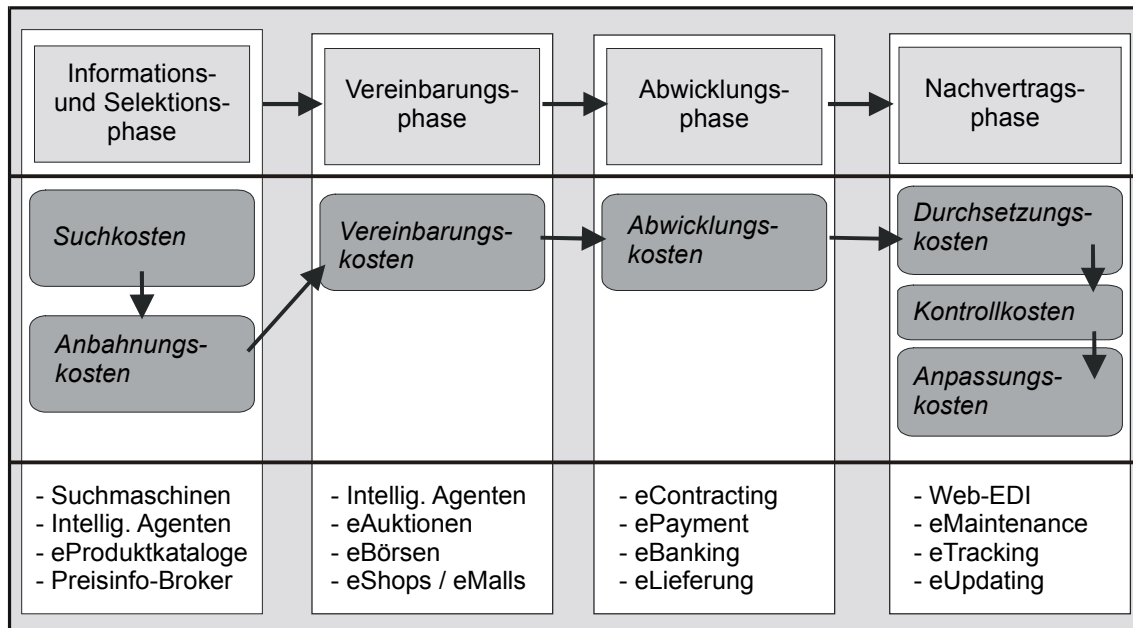 Informations-
und Selektions-
phase
Vereinbarungs-
phase
Abwicklungs-
phase
Nachvertrags-
phase
Suchkosten
Anbahnungs-
kosten
Vereinbarungs-
kosten
Abwicklungs-
kosten
Durchsetzungs-
kosten
Kontrollkosten
Anpassungs-
kosten
- Suchmaschinen
- Intellig. Agenten
- eProduktkataloge
- Preisinfo-Broker
- Intellig. Agenten
- eAuktionen
- eBörsen
- eShops / eMalls
- eContracting
- ePayment
- eBanking
- eLieferung
- Web-EDI
- eMaintenance
- eTracking
- eUpdating